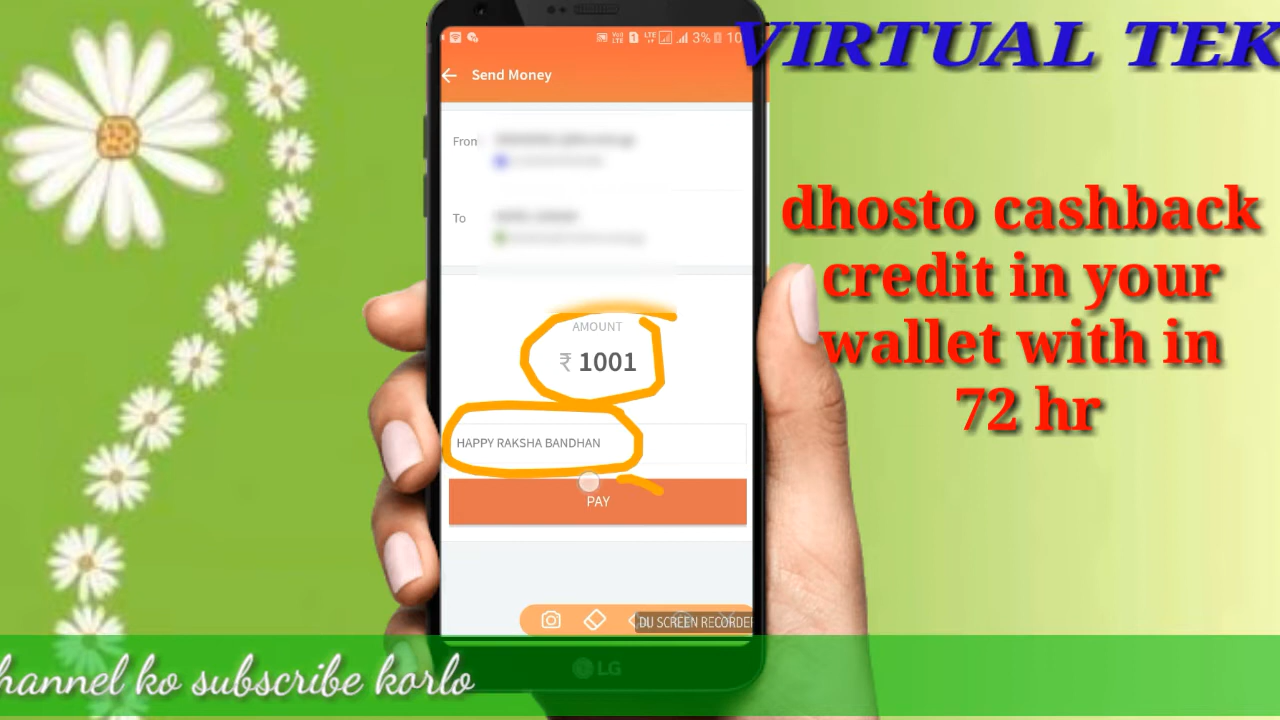 VIRTUAL TEK
3%
Send Money
From
To
dhosto cashback
credit in your
wallet with in
72 hr
AMOUNT
₹ 1001
HAPPY RAKSHA BANDHAN
PAY
DU SCREEN RECORDER
LG
hannel ko subscribe korlo